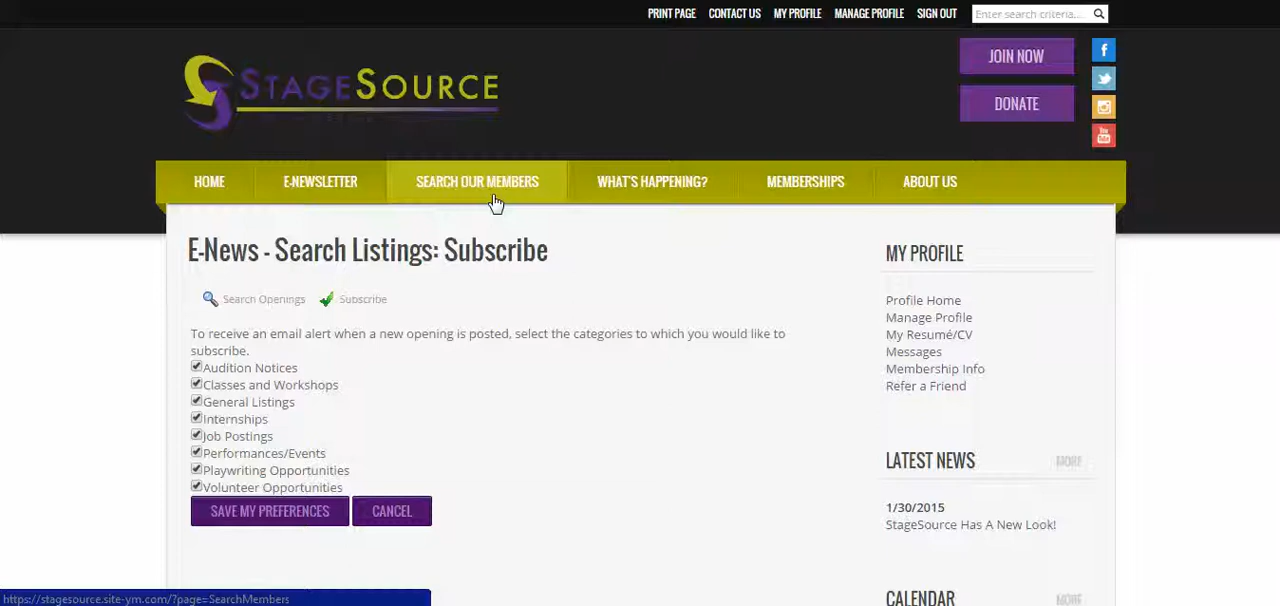 PRINT PAGE CONTACT US MY PROFILE MANAGE PROFILE SIGN OUT Enter search criteria...
STAGESOURCE
JOIN NOW
DONATE
f
You Tube
HOME E-NEWSLETTER SEARCH OUR MEMBERS WHAT'S HAPPENING? MEMBERSHIPS ABOUT US
E-News - Search Listings: Subscribe
Search Openings Subscribe
To receive an email alert when a new opening is posted, select the categories to which you would like to
subscribe.
Audition Notices
Classes and Workshops
General Listings
Internships
Job Postings
Performances/Events
Playwriting Opportunities
Volunteer Opportunities
SAVE MY PREFERENCES CANCEL
MY PROFILE
Profile Home
Manage Profile
My Resumé/CV
Messages
Membership Info
Refer a Friend
LATEST NEWS MORE
1/30/2015
StageSource Has A New Look!
CALENDAR MORE
https://stagesource.site-ym.com/?page=SearchMembers